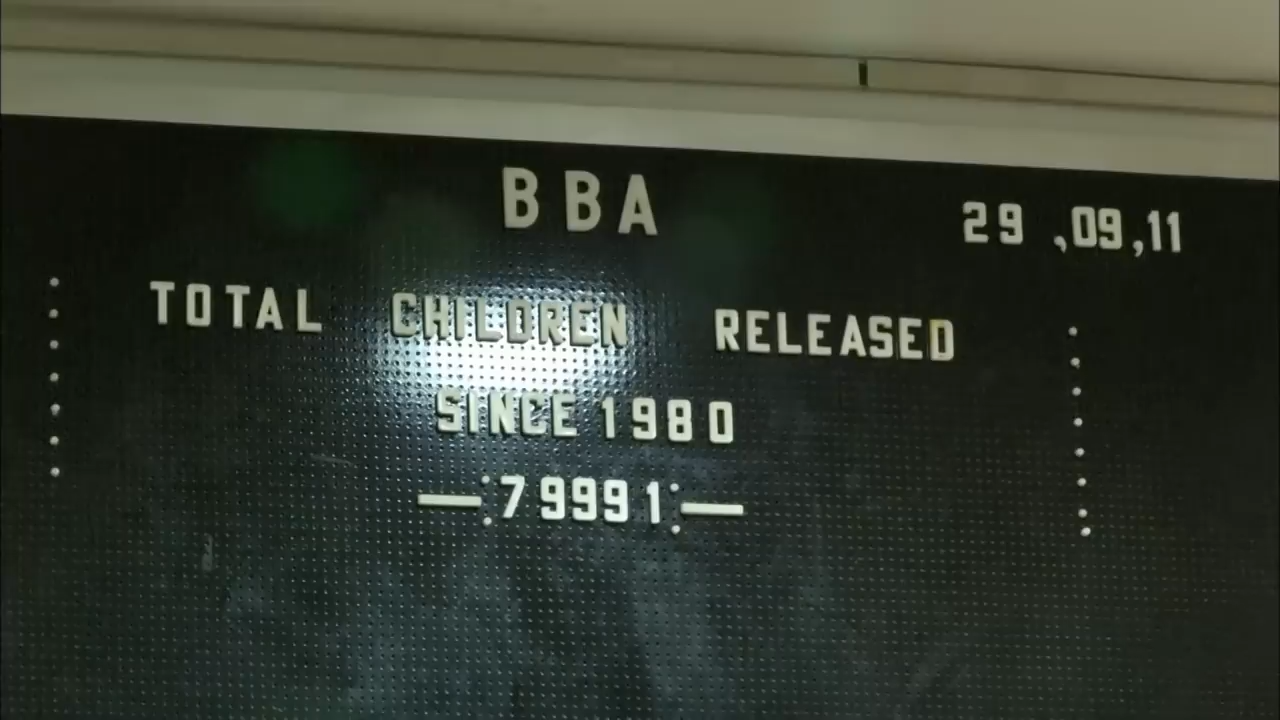 BBA
29 ,09,11
TOTAL CHILDREN RELEASED
SINCE 1980
—:79991:—